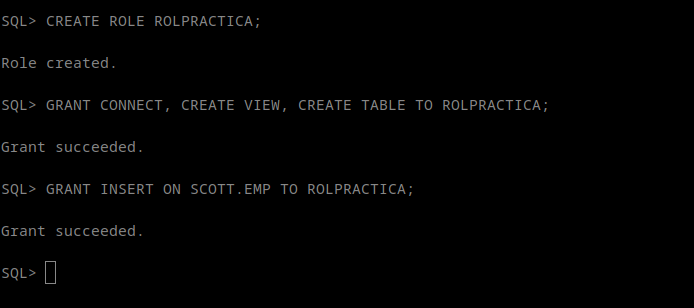 SQL> CREATE ROLE ROLPRACTICA;
Role created.
SQL> GRANT CONNECT, CREATE VIEW, CREATE TABLE TO ROLPRACTICA;
Grant succeeded.
SQL> GRANT INSERT ON SCOTT.EMP TO ROLPRACTICA;
Grant succeeded.
SQL>